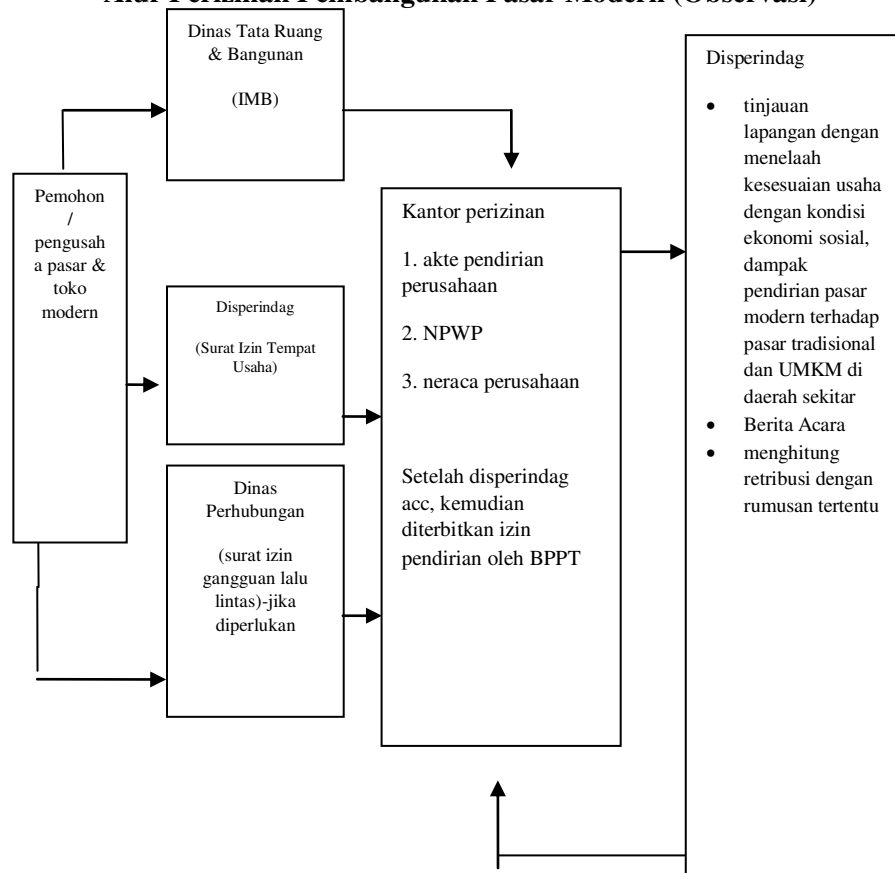 Alur Perizinan Pembangunan Pasar Modern (Observasi)
Dinas Tata Ruang
& Bangunan
(IMB)
Pemohon
/
pengusah
a pasar &
toko
modern
Disperindag
(Surat Izin Tempat
Usaha)
Dinas
Perhubungan
(surat izin
gangguan lalu
lintas)-jika
diperlukan
Kantor perizinan
1. akte pendirian
perusahaan
2. NPWP
3. neraca perusahaan
Setelah disperindag
acc, kemudian
diterbitkan izin
pendirian oleh BPPT
Disperindag
• tinjauan
lapangan dengan
menelaah
kesesuaian usaha
dengan kondisi
ekonomi sosial,
dampak
pendirian pasar
modern terhadap
pasar tradisional
dan UMKM di
daerah sekitar
• Berita Acara
• menghitung
retribusi dengan
rumusan tertentu